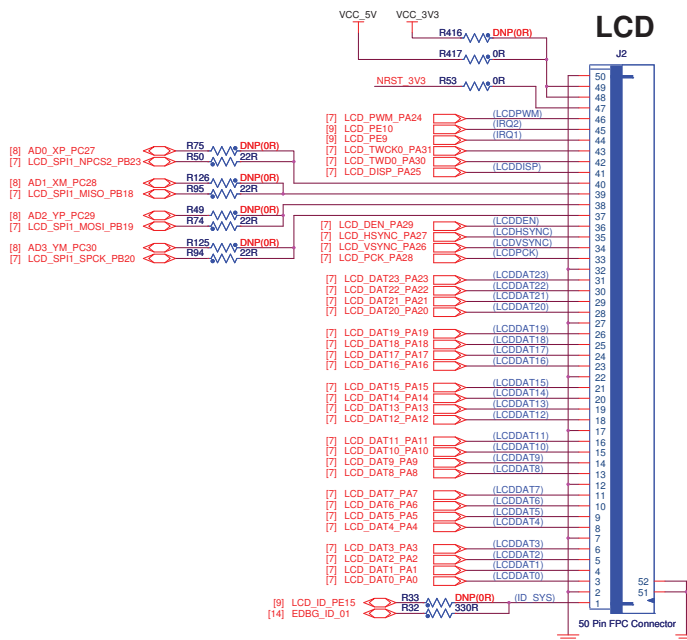 VCC_5V VCC_3V3
LCD
R416 DNP(0R)
J2
R417 0R
NRST_3V3 R53 0R
50
49
48
47
[7] LCD_PWM_PA24 (LCDPWM) 46
[9] LCD_PE10 (IRQ2) 45
[9] LCD_PE9 (IRQ1) 44
[7] LCD_TWCK0_PA31 43
[7] LCD_TWD0_PA30 42
[7] LCD_DISP_PA25 (LCDDISP) 41
[8] AD0_XP_PC27 R75 DNP(0R)
[7] LCD_SPI1_NPCS2_PB23 R50 22R
40
[8] AD1_XM_PC28 R126 DNP(0R)
[7] LCD_SPI1_MISO_PB18 R95 22R
39
[8] AD2_YP_PC29 R49 DNP(0R)
[7] LCD_SPI1_MOSI_PB19 R74 22R
38
[8] AD3_YM_PC30 R125 DNP(0R)
[7] LCD_SPI1_SPCK_PB20 R94 22R
37
[7] LCD_DEN_PA29 (LCDDEN) 36
[7] LCD_HSYNC_PA27 (LCDHSYNC) 35
[7] LCD_VSYNC_PA26 (LCDVSYNC) 34
[7] LCD_PCK_PA28 (LCDPCK) 33
32
[7] LCD_DAT23_PA23 (LCDDAT23) 31
[7] LCD_DAT22_PA22 (LCDDAT22) 30
[7] LCD_DAT21_PA21 (LCDDAT21) 29
[7] LCD_DAT20_PA20 (LCDDAT20) 28
27
[7] LCD_DAT19_PA19 (LCDDAT19) 26
[7] LCD_DAT18_PA18 (LCDDAT18) 25
[7] LCD_DAT17_PA17 (LCDDAT17) 24
[7] LCD_DAT16_PA16 (LCDDAT16) 23
22
[7] LCD_DAT15_PA15 (LCDDAT15) 21
[7] LCD_DAT14_PA14 (LCDDAT14) 20
[7] LCD_DAT13_PA13 (LCDDAT13) 19
[7] LCD_DAT12_PA12 (LCDDAT12) 18
17
[7] LCD_DAT11_PA11 (LCDDAT11) 16
[7] LCD_DAT10_PA10 (LCDDAT10) 15
[7] LCD_DAT9_PA9 (LCDDAT9) 14
[7] LCD_DAT8_PA8 (LCDDAT8) 13
12
[7] LCD_DAT7_PA7 (LCDDAT7) 11
[7] LCD_DAT6_PA6 (LCDDAT6) 10
[7] LCD_DAT5_PA5 (LCDDAT5) 9
[7] LCD_DAT4_PA4 (LCDDAT4) 8
7
[7] LCD_DAT3_PA3 (LCDDAT3) 6
[7] LCD_DAT2_PA2 (LCDDAT2) 5
[7] LCD_DAT1_PA1 (LCDDAT1) 4
[7] LCD_DAT0_PA0 (LCDDAT0) 3 52
2 51
[9] LCD_ID_PE15 R33 DNP(0R) (ID_SYS) 1
[14] EDBG_ID_01 R32 330R
50 Pin FPC Connector